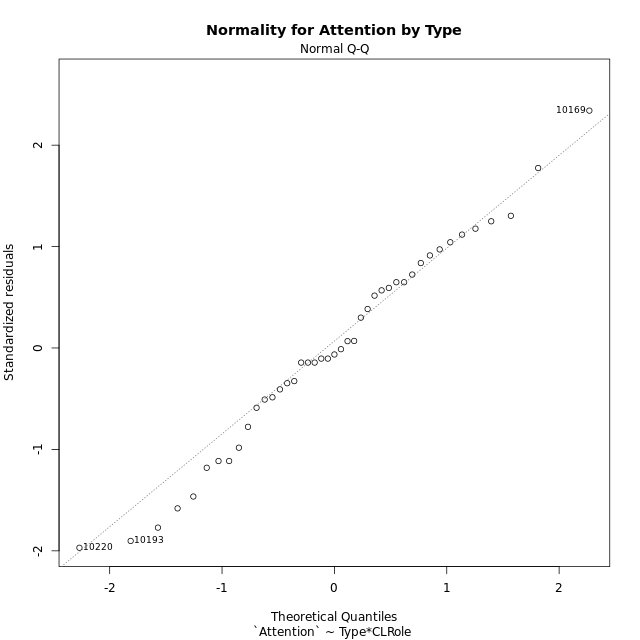 Normality for Attention by Type
Normal Q-Q
10169
2
1
0
-1
-2
Standardized residuals
10220
10193
-2
-1
0
1
2
Theoretical Quantiles
`Attention` ~ Type*CLRole